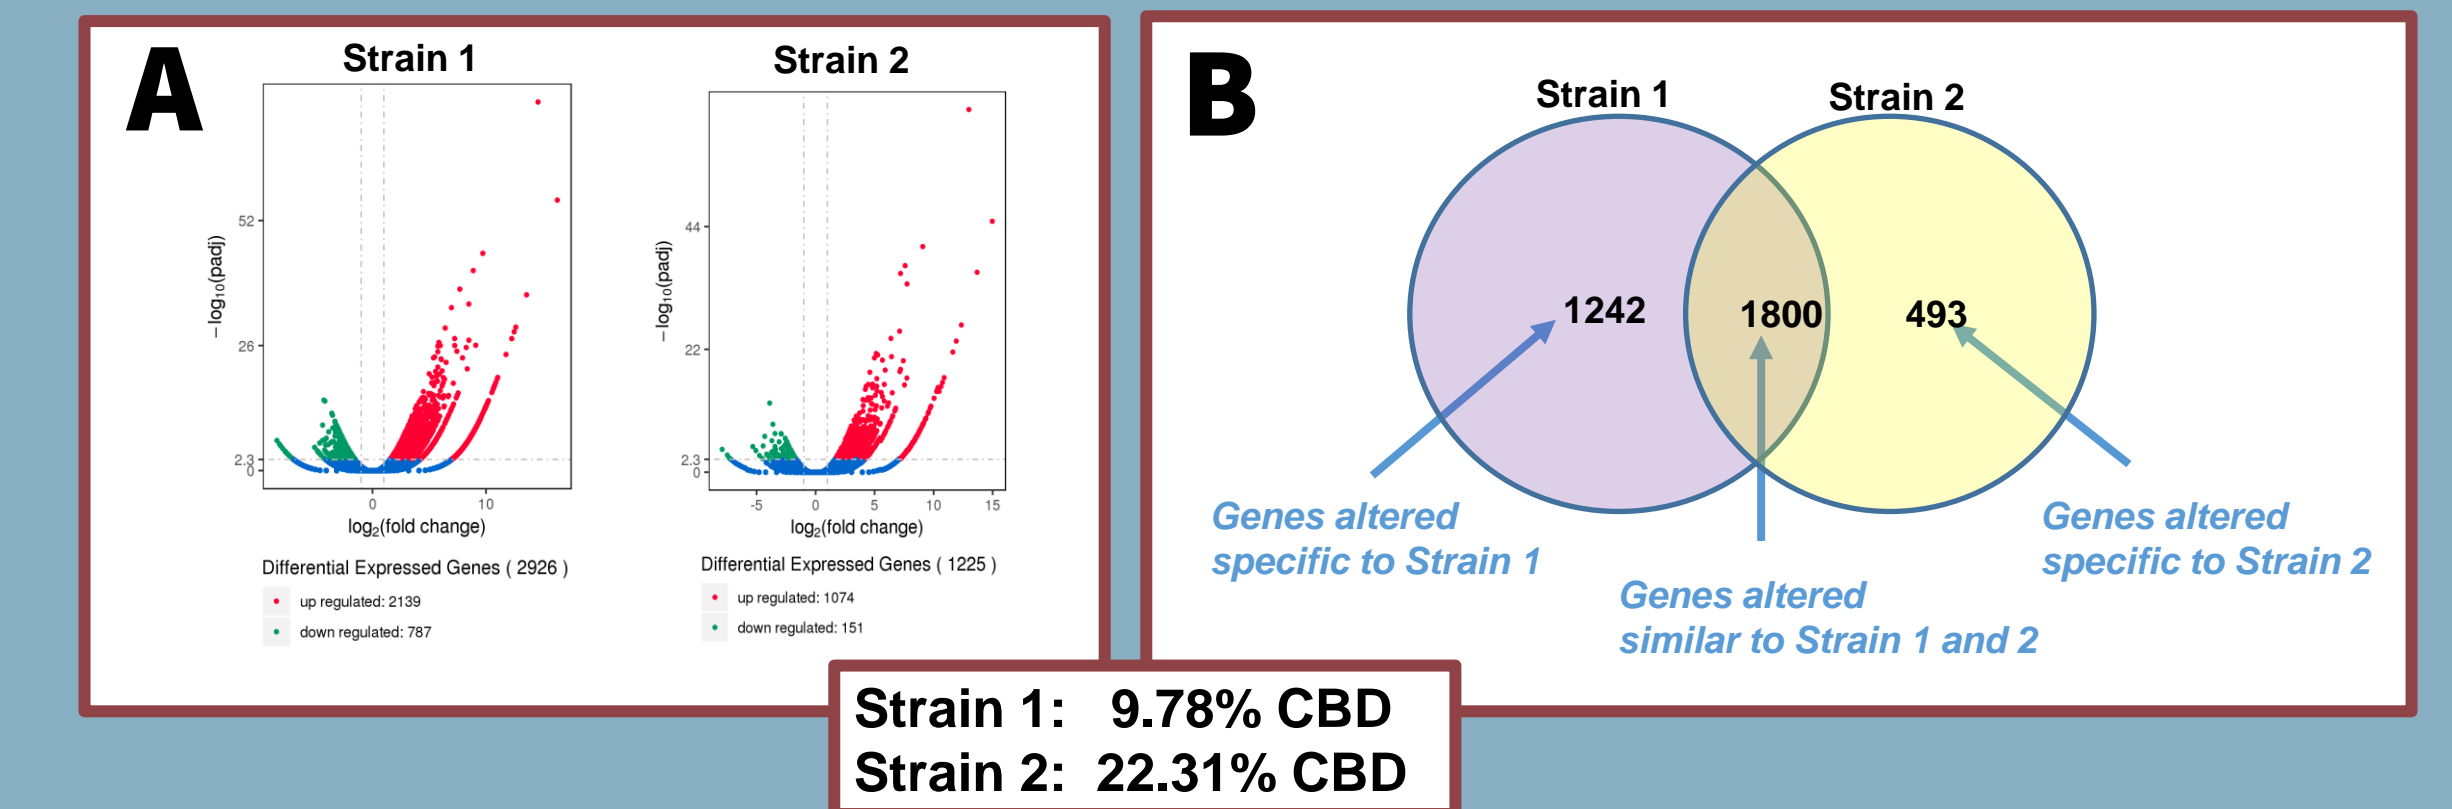 A
Strain 1
−log10(padj)
52
26
2.3
0
0 10
log2(fold change)
Differential Expressed Genes ( 2926 )
up regulated: 2139
down regulated: 787
Strain 2
−log10(padj)
44
22
2.3
0
-5 0 5 10 15
log2(fold change)
Differential Expressed Genes ( 1225 )
up regulated: 1074
down regulated: 151
B
Strain 1 Strain 2
1242 1800 493
Genes altered
specific to Strain 1
Genes altered
similar to Strain 1 and 2
Genes altered
specific to Strain 2
Strain 1: 9.78% CBD
Strain 2: 22.31% CBD